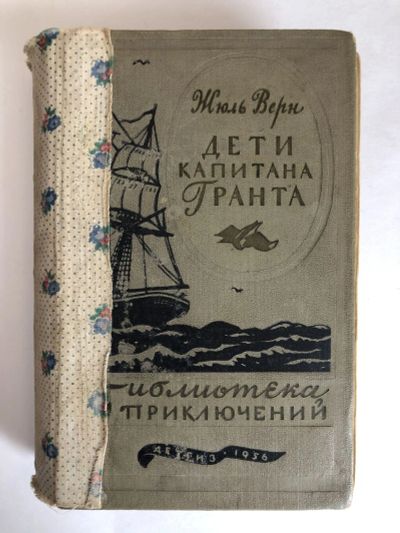 Жюль Верн
ДЕТИ
КАПИТАНА
ГРАНТА
иблиотека
ПРИКЛЮЧЕНИЙ
ДЕТГИЗ · 1956